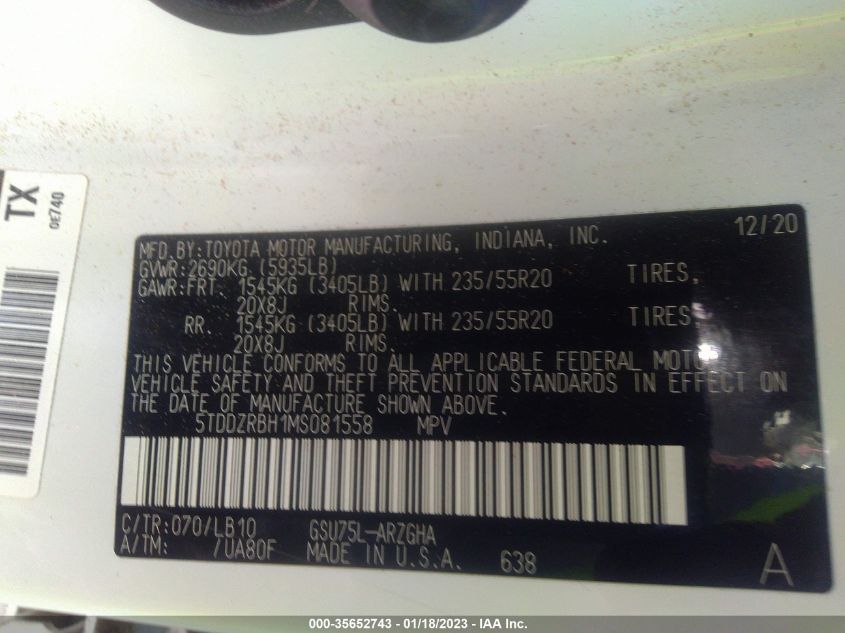 TX
0E740
MFD.BY:TOYOTA MOTOR MANUFACTURING, INDIANA, INC. 12/20
GVWR:2690KG (5935LB)
GAWR:FRT. 1545KG (3405LB) WITH 235/55R20 TIRES,
20X8J RIMS.
RR. 1545KG (3405LB) WITH 235/55R20 TIRES,
20X8J RIMS.
THIS VEHICLE CONFORMS TO ALL APPLICABLE FEDERAL MOTOR
VEHICLE SAFETY AND THEFT PREVENTION STANDARDS IN EFFECT ON
THE DATE OF MANUFACTURE SHOWN ABOVE.
5TDDZRBH1MS081558 MPV
C/TR:070/LB10 GSU75L-ARZGHA
A/TM: /UA80F MADE IN U.S.A. 638
A
000-35652743 / 01/18/2023 - IAA Inc.